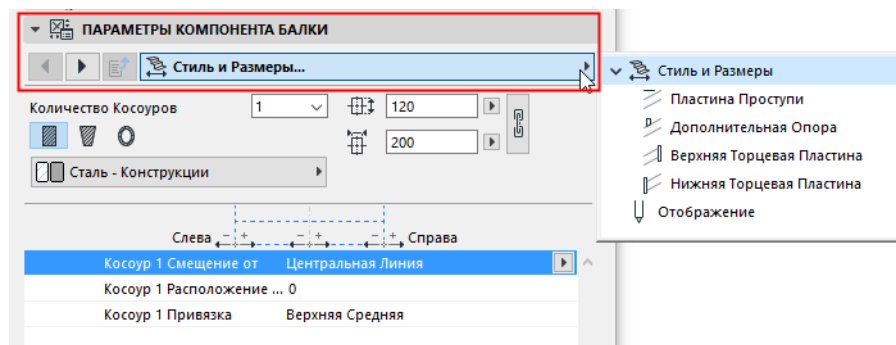 ПАРАМЕТРЫ КОМПОНЕНТА БАЛКИ
Стиль и Размеры...
Количество Косоуров 1 120
200
Сталь - Конструкции
Слева - + - + - + Справа
Косоур 1 Смещение от Центральная Линия
Косоур 1 Расположение ... 0
Косоур 1 Привязка Верхняя Средняя
Стиль и Размеры
Пластина Проступи
Дополнительная Опора
Верхняя Торцевая Пластина
Нижняя Торцевая Пластина
Отображение